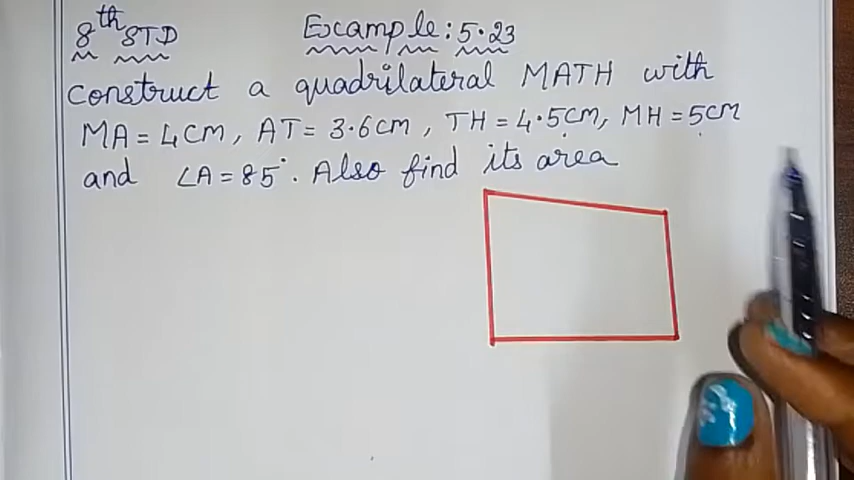 8th STD Example: 5.23
Construct a quadrilateral MATH with
MA = 4cm, AT = 3.6cm, TH = 4.5cm, MH = 5cm
and ∠A = 85°. Also find its area